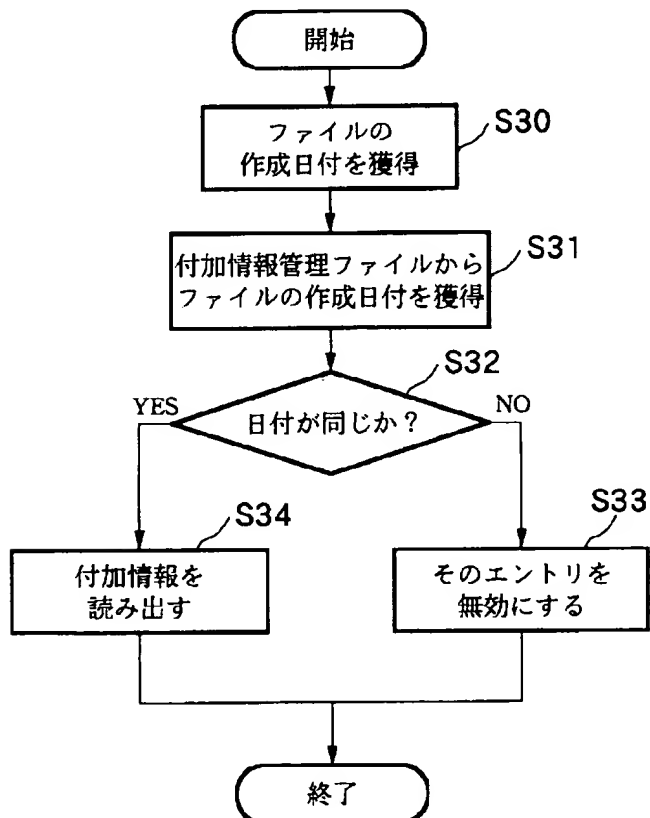 開始
ファイルの
作成日付を獲得
S30
付加情報管理ファイルから
ファイルの作成日付を獲得
S31
S32
日付が同じか？
YES
NO
S34
付加情報を
読み出す
S33
そのエントリを
無効にする
終了